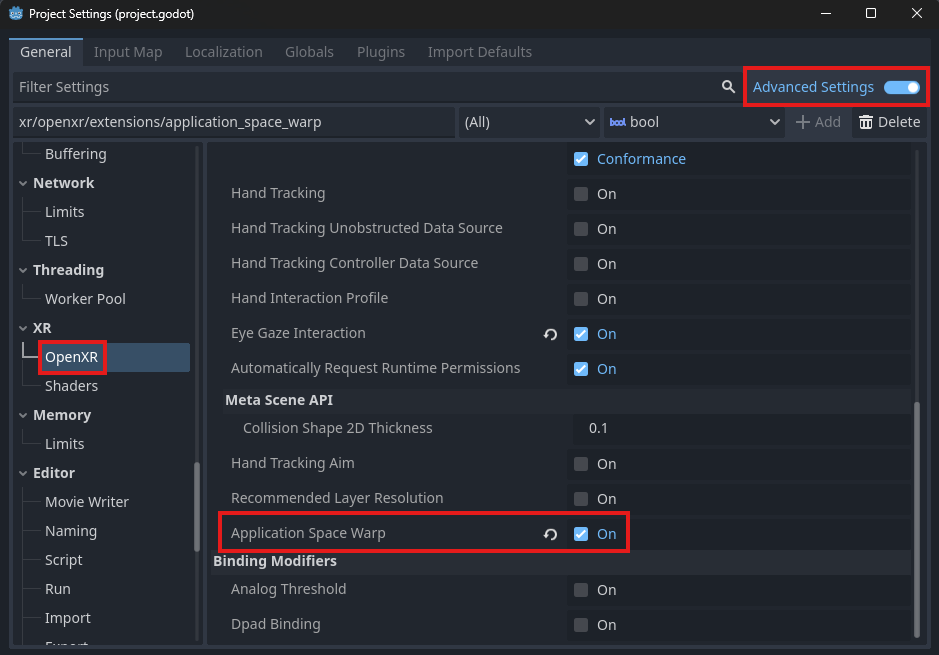 Project Settings (project.godot)
General Input Map Localization Globals Plugins Import Defaults
Filter Settings Advanced Settings
xr/openxr/extensions/application_space_warp (All) bool bool Add Delete
Buffering
Network
Limits
TLS
Threading
Worker Pool
XR
OpenXR
Shaders
Memory
Limits
Editor
Movie Writer
Naming
Script
Run
Import
Conformance
Hand Tracking On
Hand Tracking Unobstructed Data Source On
Hand Tracking Controller Data Source On
Hand Interaction Profile On
Eye Gaze Interaction On
Automatically Request Runtime Permissions On
Meta Scene API
Collision Shape 2D Thickness 0.1
Hand Tracking Aim On
Recommended Layer Resolution On
Application Space Warp On
Binding Modifiers
Analog Threshold On
Dpad Binding On